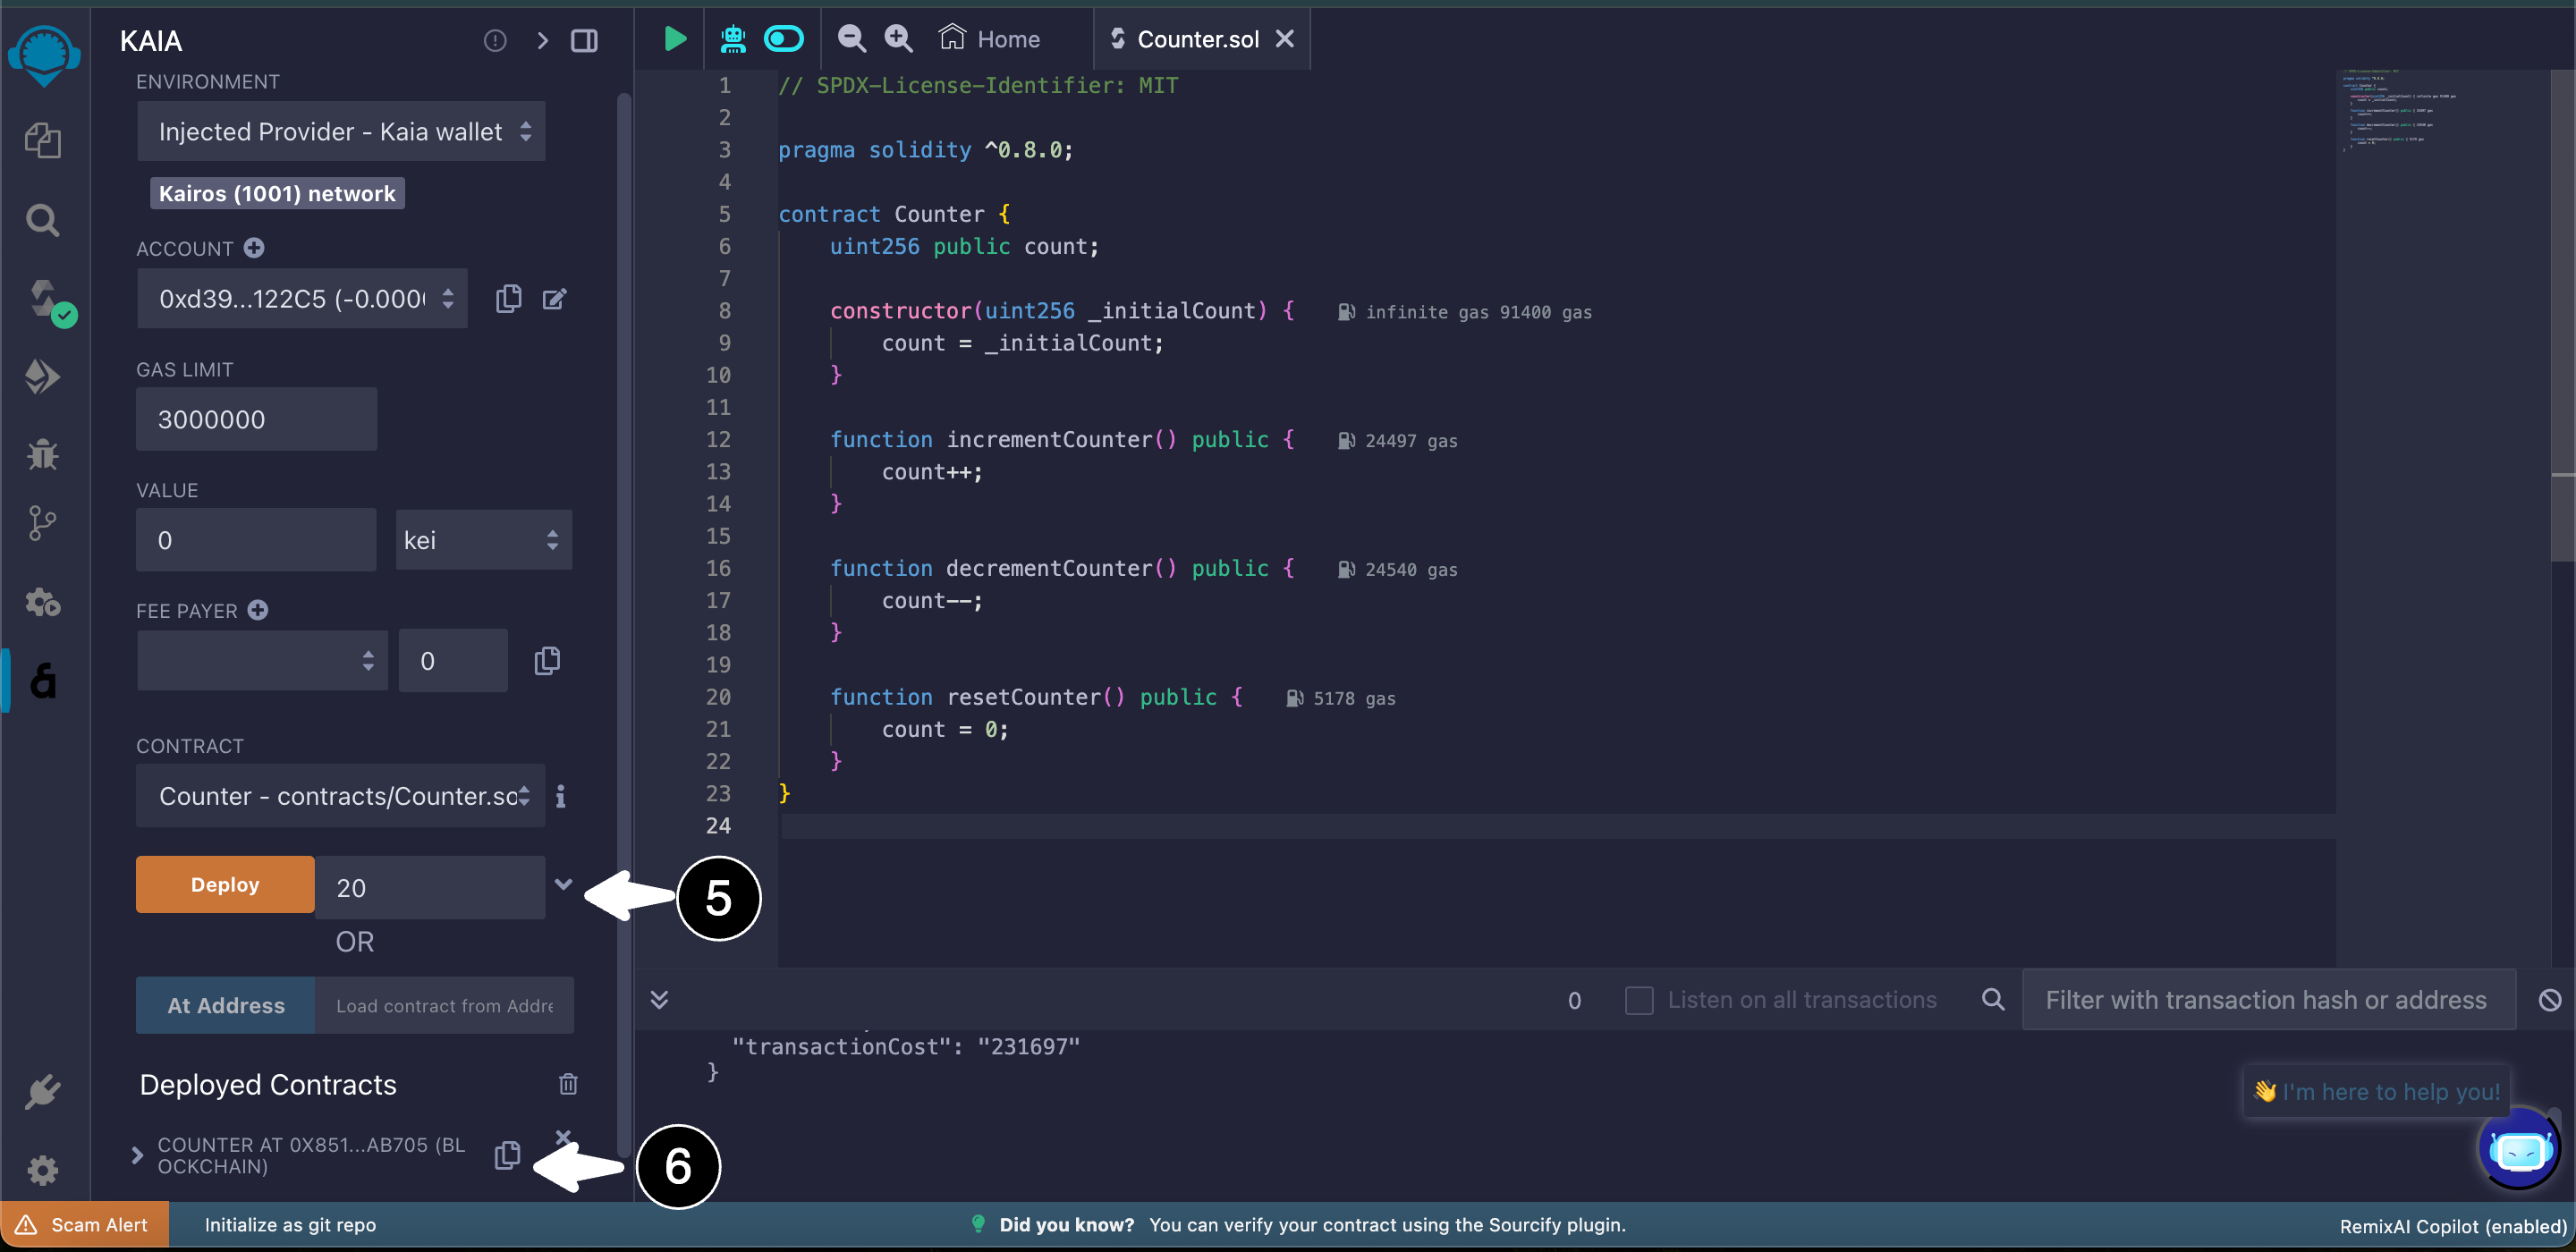 KAIA
ENVIRONMENT
Injected Provider - Kaia wallet
Kairos (1001) network
ACCOUNT
0xd39...122C5 (-0.000
GAS LIMIT
3000000
VALUE
0
kei
FEE PAYER
0
CONTRACT
Counter - contracts/Counter.so
Deploy
20
OR
At Address
Load contract from Addre
Deployed Contracts
COUNTER AT 0X851...AB705 (BL
OCKCHAIN)
Home
Counter.sol
1 // SPDX-License-Identifier: MIT
2
3 pragma solidity ^0.8.0;
4
5 contract Counter {
6 uint256 public count;
7
8 constructor(uint256 _initialCount) { infinite gas 91400 gas
9 count = _initialCount;
10 }
11
12 function incrementCounter() public { 24497 gas
13 count++;
14 }
15
16 function decrementCounter() public { 24540 gas
17 count--;
18 }
19
20 function resetCounter() public { 5178 gas
21 count = 0;
22 }
23 }
24
5
0
Listen on all transactions
Filter with transaction hash or address
"transactionCost": "231697"
}
👋 I'm here to help you!
6
Scam Alert
Initialize as git repo
Did you know? You can verify your contract using the Sourcify plugin.
RemixAI Copilot (enabled)